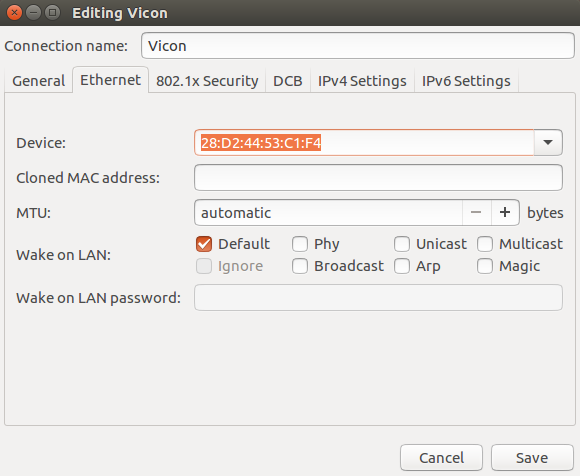 Editing Vicon
Connection name: Vicon
General Ethernet 802.1x Security DCB IPv4 Settings IPv6 Settings
Device: 28:D2:44:53:C1:F4
Cloned MAC address:
MTU: automatic − + bytes
Wake on LAN: Default Phy Unicast Multicast
Ignore Broadcast Arp Magic
Wake on LAN password:
Cancel Save